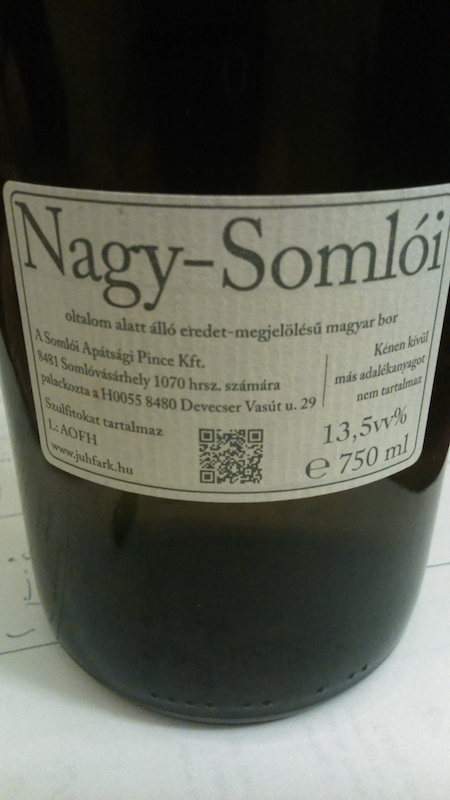 Nagy-Somlói
oltalom alatt álló eredet-megjelölésű magyar bor
A Somlói Apátsági Pince Kft.
8481 Somlóvásárhely 1070 hrsz. számára
palackozta a H0055 8480 Devecser Vasút u. 29
Kénen kívül
más adalékanyagot
nem tartalmaz
Szulfitokat tartalmaz
L: AOFH
www.juhfark.hu
13,5vv%
℮ 750 ml